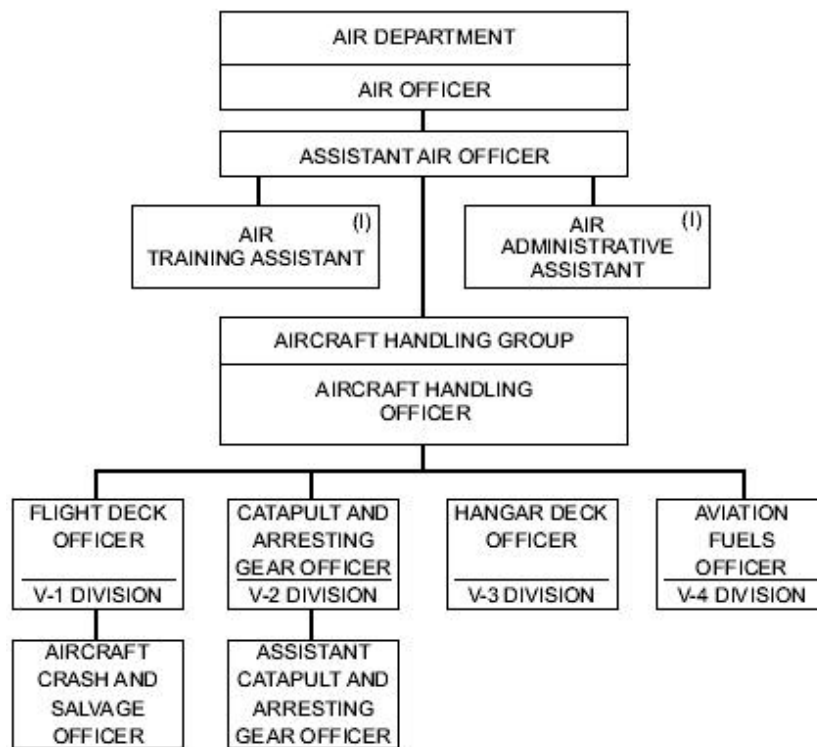 AIR DEPARTMENT
AIR OFFICER
ASSISTANT AIR OFFICER
(I)
AIR
TRAINING ASSISTANT
(I)
AIR
ADMINISTRATIVE
ASSISTANT
AIRCRAFT HANDLING GROUP
AIRCRAFT HANDLING
OFFICER
FLIGHT DECK
OFFICER
V-1 DIVISION
CATAPULT AND
ARRESTING
GEAR OFFICER
V-2 DIVISION
HANGAR DECK
OFFICER
V-3 DIVISION
AVIATION
FUELS
OFFICER
V-4 DIVISION
AIRCRAFT
CRASH AND
SALVAGE
OFFICER
ASSISTANT
CATAPULT AND
ARRESTING
GEAR OFFICER